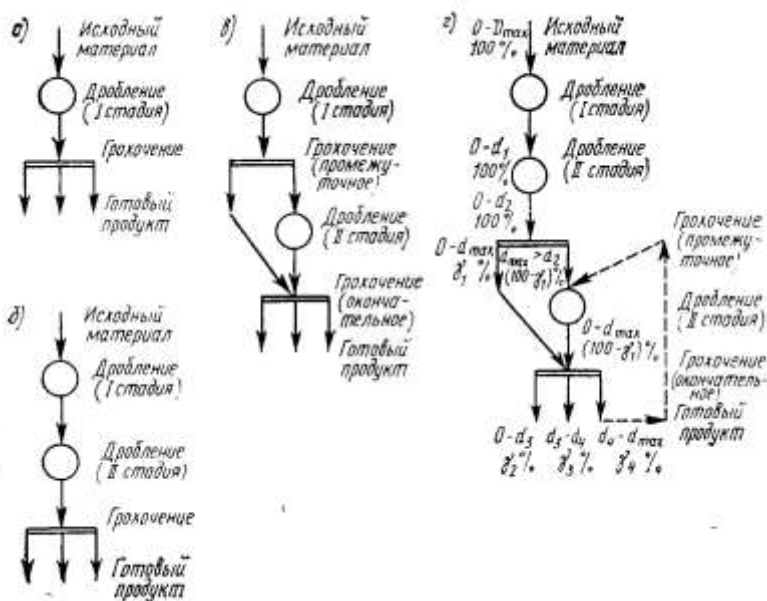 а)
Исходный
материал
Дробление
(I стадия)
Грохочение
Готовый
продукт
б)
Исходный
материал
Дробление
(I стадия)
Дробление
(II стадия)
Грохочение
Готовый
продукт
в)
Исходный
материал
Дробление
(I стадия)
Грохочение
(промежу-
точное)
Дробление
(II стадия)
Грохочение
(оконча-
тельное)
Готовый
продукт
г)
0-Dmax
100%
Исходный
материал
Дробление
(I стадия)
0-d1
100%
Дробление
(II стадия)
0-d2
100%
0-dmax
γ1 %
dmax > d2
(100-γ1)%
Грохочение
(промежу-
точное)
Дробление
(II стадия)
0-dmax
(100-γ1)%
Грохочение
(окончатель-
ное)
Готовый
продукт
0-d3
γ2 %
d3-d4
γ3 %
d4-dmax
γ4 %